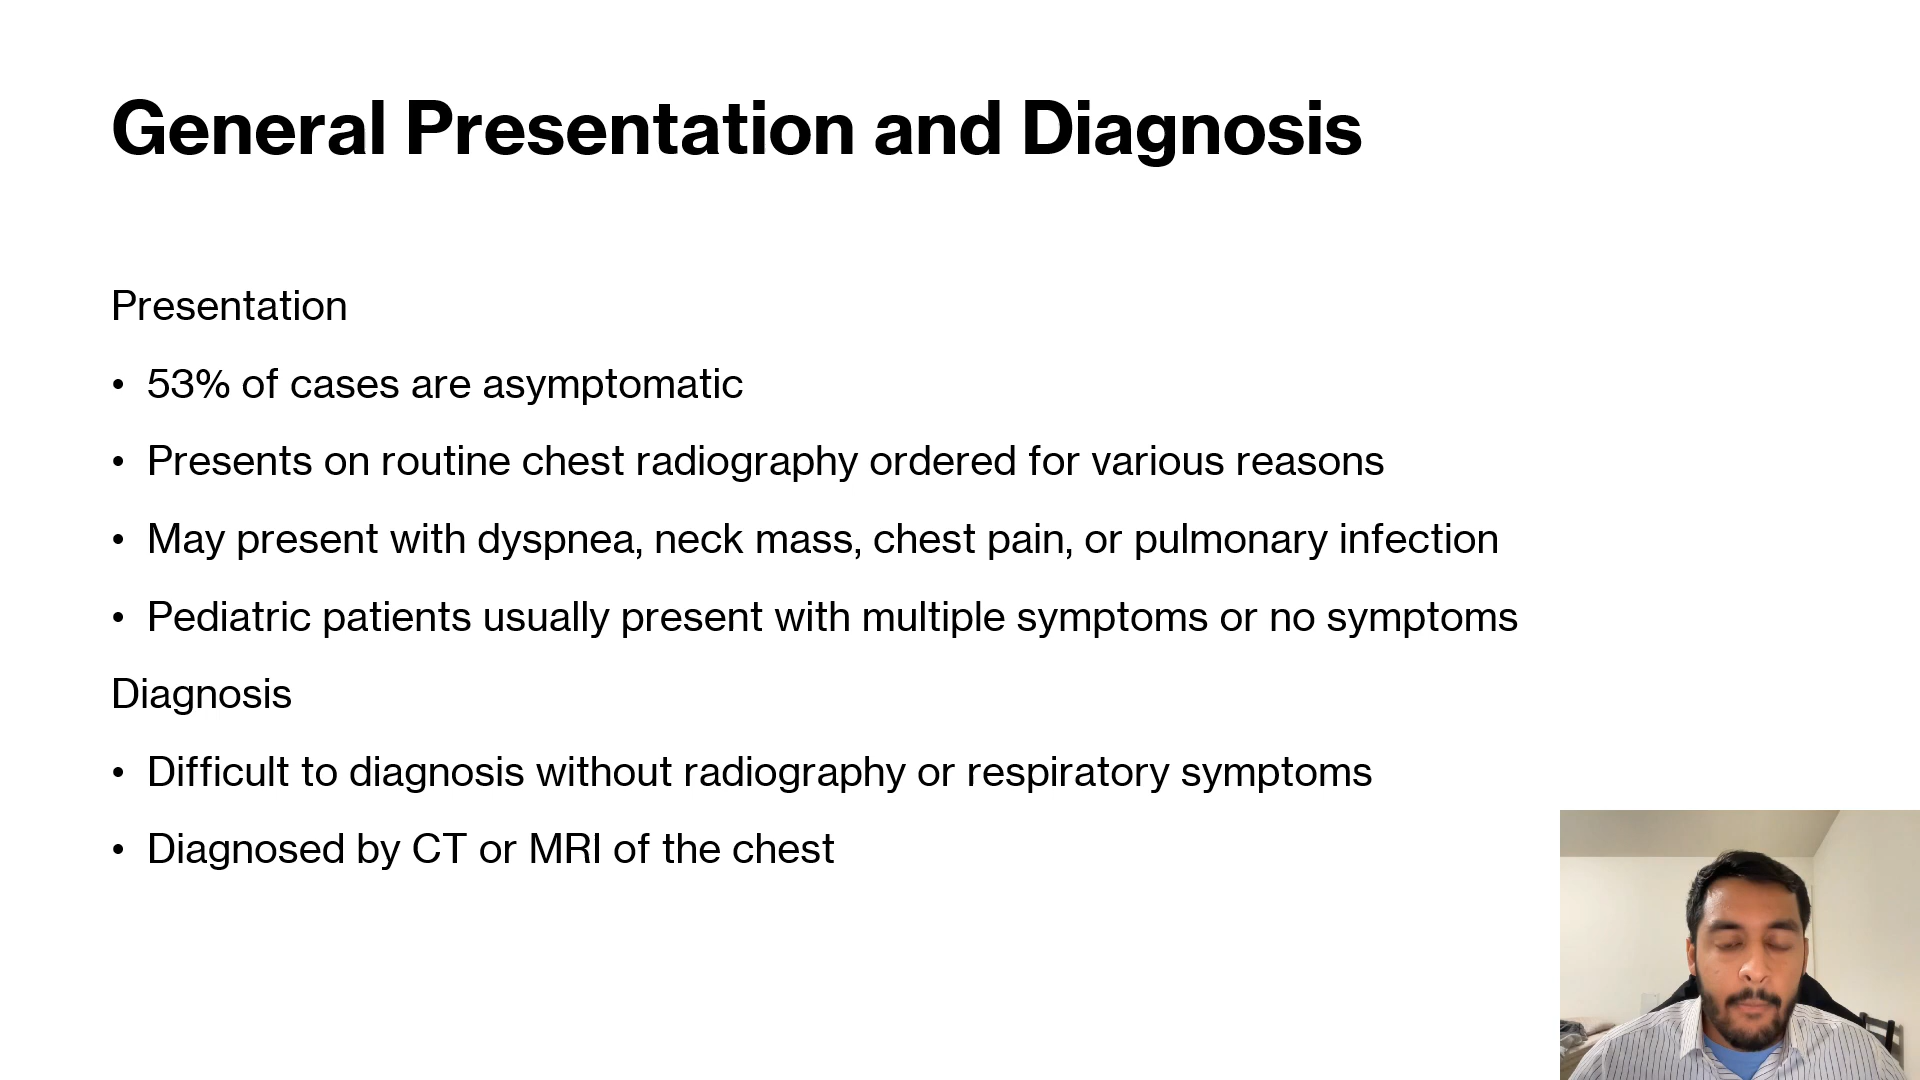 General Presentation and Diagnosis
Presentation
• 53% of cases are asymptomatic
• Presents on routine chest radiography ordered for various reasons
• May present with dyspnea, neck mass, chest pain, or pulmonary infection
• Pediatric patients usually present with multiple symptoms or no symptoms
Diagnosis
• Difficult to diagnosis without radiography or respiratory symptoms
• Diagnosed by CT or MRI of the chest